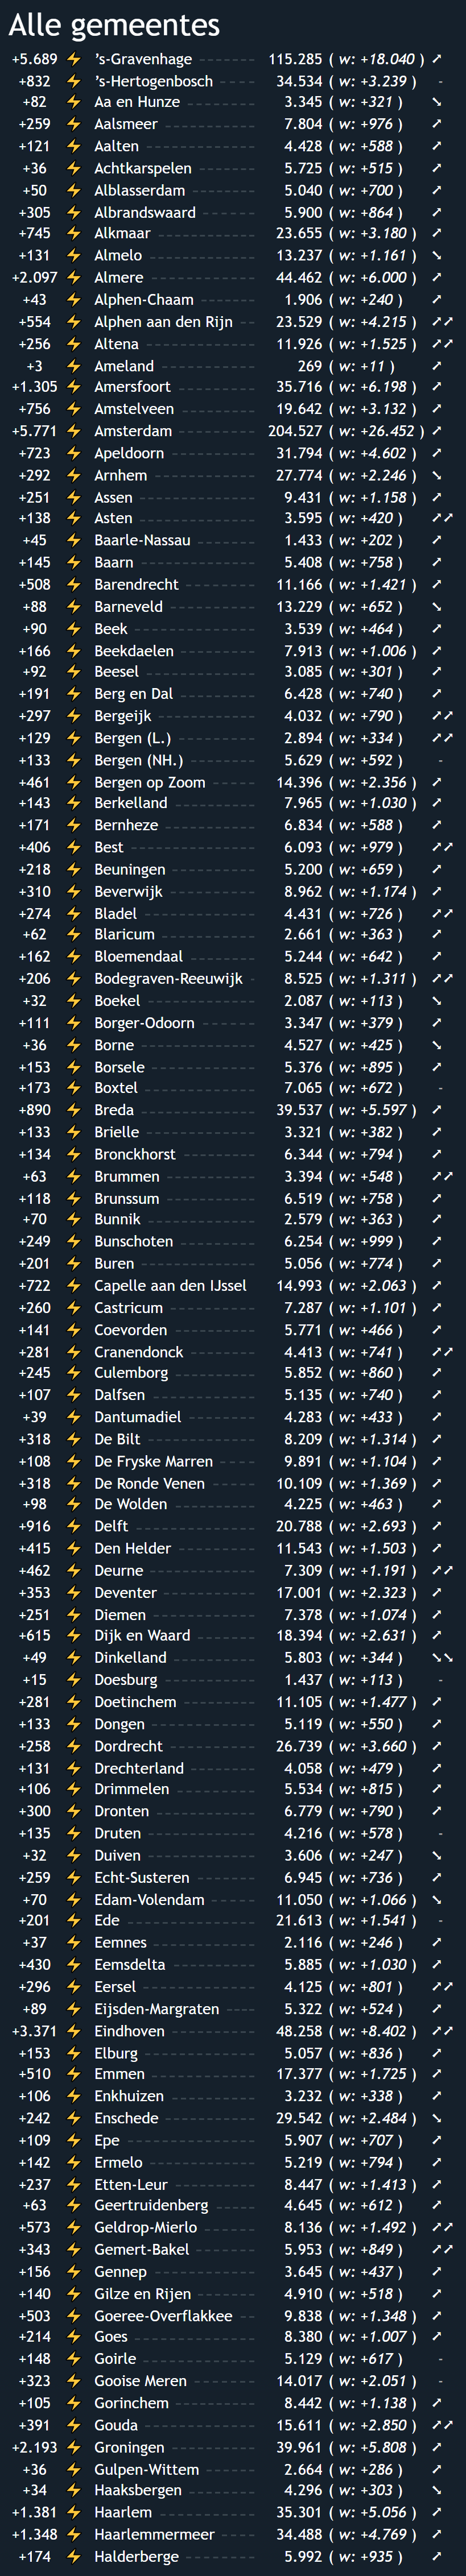 Alle gemeentes
+5.689 ⚡ 's-Gravenhage ----- 115.285 ( w: +18.040 ) ➚
+832 ⚡ 's-Hertogenbosch ---- 34.534 ( w: +3.239 ) -
+82 ⚡ Aa en Hunze 3.345 ( w: +321 ) ➘
+259 ⚡ Aalsmeer 7.804 ( w: +976 ) ➚
+121 ⚡ Aalten 4.428 ( w: +588 ) ➚
+36 ⚡ Achtkarspelen 5.725 ( w: +515 ) ➚
+50 ⚡ Alblasserdam 5.040 ( w: +700 ) ➚
+305 ⚡ Albrandswaard 5.900 ( w: +864 ) ➚
+745 ⚡ Alkmaar 23.655 ( w: +3.180 ) ➚
+131 ⚡ Almelo 13.237 ( w: +1.161 ) ➘
+2.097 ⚡ Almere 44.462 ( w: +6.000 ) ➚
+43 ⚡ Alphen-Chaam 1.906 ( w: +240 ) ➚
+554 ⚡ Alphen aan den Rijn 23.529 ( w: +4.215 ) ➚➚
+256 ⚡ Altena 11.926 ( w: +1.525 ) ➚➚
+3 ⚡ Ameland 269 ( w: +11 ) ➚
+1.305 ⚡ Amersfoort 35.716 ( w: +6.198 ) ➚
+756 ⚡ Amstelveen 19.642 ( w: +3.132 ) ➚
+5.771 ⚡ Amsterdam 204.527 ( w: +26.452 ) ➚
+723 ⚡ Apeldoorn 31.794 ( w: +4.602 ) ➚
+292 ⚡ Arnhem 27.774 ( w: +2.246 ) ➘
+251 ⚡ Assen 9.431 ( w: +1.158 ) ➚
+138 ⚡ Asten 3.595 ( w: +420 ) ➚➚
+45 ⚡ Baarle-Nassau 1.433 ( w: +202 ) ➚
+145 ⚡ Baarn 5.408 ( w: +758 ) ➚
+508 ⚡ Barendrecht 11.166 ( w: +1.421 ) ➚
+88 ⚡ Barneveld 13.229 ( w: +652 ) ➘
+90 ⚡ Beek 3.539 ( w: +464 ) ➚
+166 ⚡ Beekdaelen 7.913 ( w: +1.006 ) ➚
+92 ⚡ Beesel 3.085 ( w: +301 ) ➚
+191 ⚡ Berg en Dal 6.428 ( w: +740 ) ➚
+297 ⚡ Bergeijk 4.032 ( w: +790 ) ➚➚
+129 ⚡ Bergen (L.) 2.894 ( w: +334 ) ➚➚
+133 ⚡ Bergen (NH.) 5.629 ( w: +592 ) -
+461 ⚡ Bergen op Zoom 14.396 ( w: +2.356 ) ➚
+143 ⚡ Berkelland 7.965 ( w: +1.030 ) ➚
+171 ⚡ Bernheze 6.834 ( w: +588 ) ➚
+406 ⚡ Best 6.093 ( w: +979 ) ➚➚
+218 ⚡ Beuningen 5.200 ( w: +659 ) ➚
+310 ⚡ Beverwijk 8.962 ( w: +1.174 ) ➚
+274 ⚡ Bladel 4.431 ( w: +726 ) ➚➚
+62 ⚡ Blaricum 2.661 ( w: +363 ) ➚
+162 ⚡ Bloemendaal 5.244 ( w: +642 ) ➚
+206 ⚡ Bodegraven-Reeuwijk 8.525 ( w: +1.311 ) ➚➚
+32 ⚡ Boekel 2.087 ( w: +113 ) ➘
+111 ⚡ Borger-Odoorn 3.347 ( w: +379 ) ➚
+36 ⚡ Borne 4.527 ( w: +425 ) ➘
+153 ⚡ Borsele 5.376 ( w: +895 ) ➚
+173 ⚡ Boxtel 7.065 ( w: +672 ) -
+890 ⚡ Breda 39.537 ( w: +5.597 ) ➚
+133 ⚡ Brielle 3.321 ( w: +382 ) ➚
+134 ⚡ Bronckhorst 6.344 ( w: +794 ) ➚
+63 ⚡ Brummen 3.394 ( w: +548 ) ➚➚
+118 ⚡ Brunssum 6.519 ( w: +758 ) ➚
+70 ⚡ Bunnik 2.579 ( w: +363 ) ➚
+249 ⚡ Bunschoten 6.254 ( w: +999 ) ➚
+201 ⚡ Buren 5.056 ( w: +774 ) ➚
+722 ⚡ Capelle aan den IJssel 14.993 ( w: +2.063 ) ➚
+260 ⚡ Castricum 7.287 ( w: +1.101 ) ➚
+141 ⚡ Coevorden 5.771 ( w: +466 ) ➚
+281 ⚡ Cranendonck 4.413 ( w: +741 ) ➚➚
+245 ⚡ Culemborg 5.852 ( w: +860 ) ➚
+107 ⚡ Dalfsen 5.135 ( w: +740 ) ➚
+39 ⚡ Dantumadiel 4.283 ( w: +433 ) ➚
+318 ⚡ De Bilt 8.209 ( w: +1.314 ) ➚
+108 ⚡ De Fryske Marren 9.891 ( w: +1.104 ) ➚
+318 ⚡ De Ronde Venen 10.109 ( w: +1.369 ) ➚
+98 ⚡ De Wolden 4.225 ( w: +463 ) ➚
+916 ⚡ Delft 20.788 ( w: +2.693 ) ➚
+415 ⚡ Den Helder 11.543 ( w: +1.503 ) ➚
+462 ⚡ Deurne 7.309 ( w: +1.191 ) ➚➚
+353 ⚡ Deventer 17.001 ( w: +2.323 ) ➚
+251 ⚡ Diemen 7.378 ( w: +1.074 ) ➚
+615 ⚡ Dijk en Waard 18.394 ( w: +2.631 ) ➚
+49 ⚡ Dinkelland 5.803 ( w: +344 ) ➘➘
+15 ⚡ Doesburg 1.437 ( w: +113 ) -
+281 ⚡ Doetinchem 11.105 ( w: +1.477 ) ➚
+133 ⚡ Dongen 5.119 ( w: +550 ) ➚
+258 ⚡ Dordrecht 26.739 ( w: +3.660 ) ➚
+131 ⚡ Drechterland 4.058 ( w: +479 ) ➚
+106 ⚡ Drimmelen 5.534 ( w: +815 ) ➚
+300 ⚡ Dronten 6.779 ( w: +790 ) ➚
+135 ⚡ Druten 4.216 ( w: +578 ) -
+32 ⚡ Duiven 3.606 ( w: +247 ) ➘
+259 ⚡ Echt-Susteren 6.945 ( w: +736 ) ➚
+70 ⚡ Edam-Volendam 11.050 ( w: +1.066 ) ➘
+201 ⚡ Ede 21.613 ( w: +1.541 ) -
+37 ⚡ Eemnes 2.116 ( w: +246 ) ➚
+430 ⚡ Eemsdelta 5.885 ( w: +1.030 ) ➚
+296 ⚡ Eersel 4.125 ( w: +801 ) ➚➚
+89 ⚡ Eijsden-Margraten 5.322 ( w: +524 ) ➚
+3.371 ⚡ Eindhoven 48.258 ( w: +8.402 ) ➚➚
+153 ⚡ Elburg 5.057 ( w: +836 ) ➚
+510 ⚡ Emmen 17.377 ( w: +1.725 ) ➚
+106 ⚡ Enkhuizen 3.232 ( w: +338 ) ➚
+242 ⚡ Enschede 29.542 ( w: +2.484 ) ➘
+109 ⚡ Epe 5.907 ( w: +707 ) ➚
+142 ⚡ Ermelo 5.219 ( w: +794 ) ➚
+237 ⚡ Etten-Leur 8.447 ( w: +1.413 ) ➚
+63 ⚡ Geertruidenberg 4.645 ( w: +612 ) ➚
+573 ⚡ Geldrop-Mierlo 8.136 ( w: +1.492 ) ➚➚
+343 ⚡ Gemert-Bakel 5.953 ( w: +849 ) ➚➚
+156 ⚡ Gennep 3.645 ( w: +437 ) ➚
+140 ⚡ Gilze en Rijen 4.910 ( w: +518 ) ➚
+503 ⚡ Goeree-Overflakkee 9.838 ( w: +1.348 ) ➚
+214 ⚡ Goes 8.380 ( w: +1.007 ) ➚
+148 ⚡ Goirle 5.129 ( w: +617 ) -
+323 ⚡ Gooise Meren 14.017 ( w: +2.051 ) -
+105 ⚡ Gorinchem 8.442 ( w: +1.138 ) ➚
+391 ⚡ Gouda 15.611 ( w: +2.850 ) ➚➚
+2.193 ⚡ Groningen 39.961 ( w: +5.808 ) ➚
+36 ⚡ Gulpen-Wittem 2.664 ( w: +286 ) ➚
+34 ⚡ Haaksbergen 4.296 ( w: +303 ) ➘
+1.381 ⚡ Haarlem 35.301 ( w: +5.056 ) ➚
+1.348 ⚡ Haarlemmermeer 34.488 ( w: +4.769 ) ➚
+174 ⚡ Halderberge 5.992 ( w: +935 ) ➚